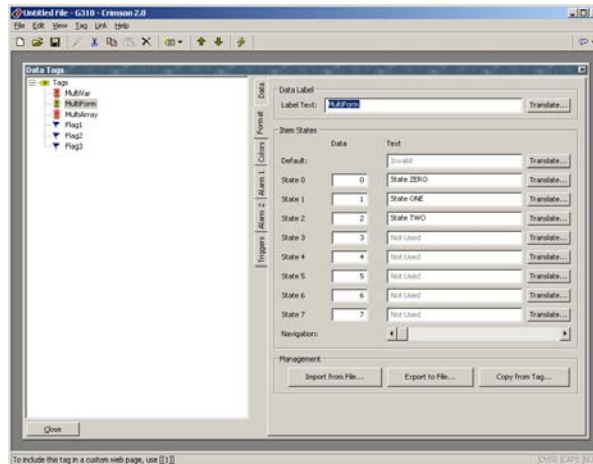 Untitled File - G310 - Crimson 2.0
File Edit View Tag Link Help
Data Tags
Tags
MultiVar
MultiForm
MultiArray
Flag1
Flag2
Flag3
Close
Data
Format
Colors
Alarm 1
Alarm 2
Triggers
Data Label
Label Text: MultiForm Translate...
Item States
Data Text
Default: Invalid Translate...
State 0 0 State ZERO Translate...
State 1 1 State ONE Translate...
State 2 2 State TWO Translate...
State 3 3 Not Used Translate...
State 4 4 Not Used Translate...
State 5 5 Not Used Translate...
State 6 6 Not Used Translate...
State 7 7 Not Used Translate...
Navigation:
Management
Import from File... Export to File... Copy from Tag...
To include this tag in a custom web page, use [[1]]
OVER CAPS